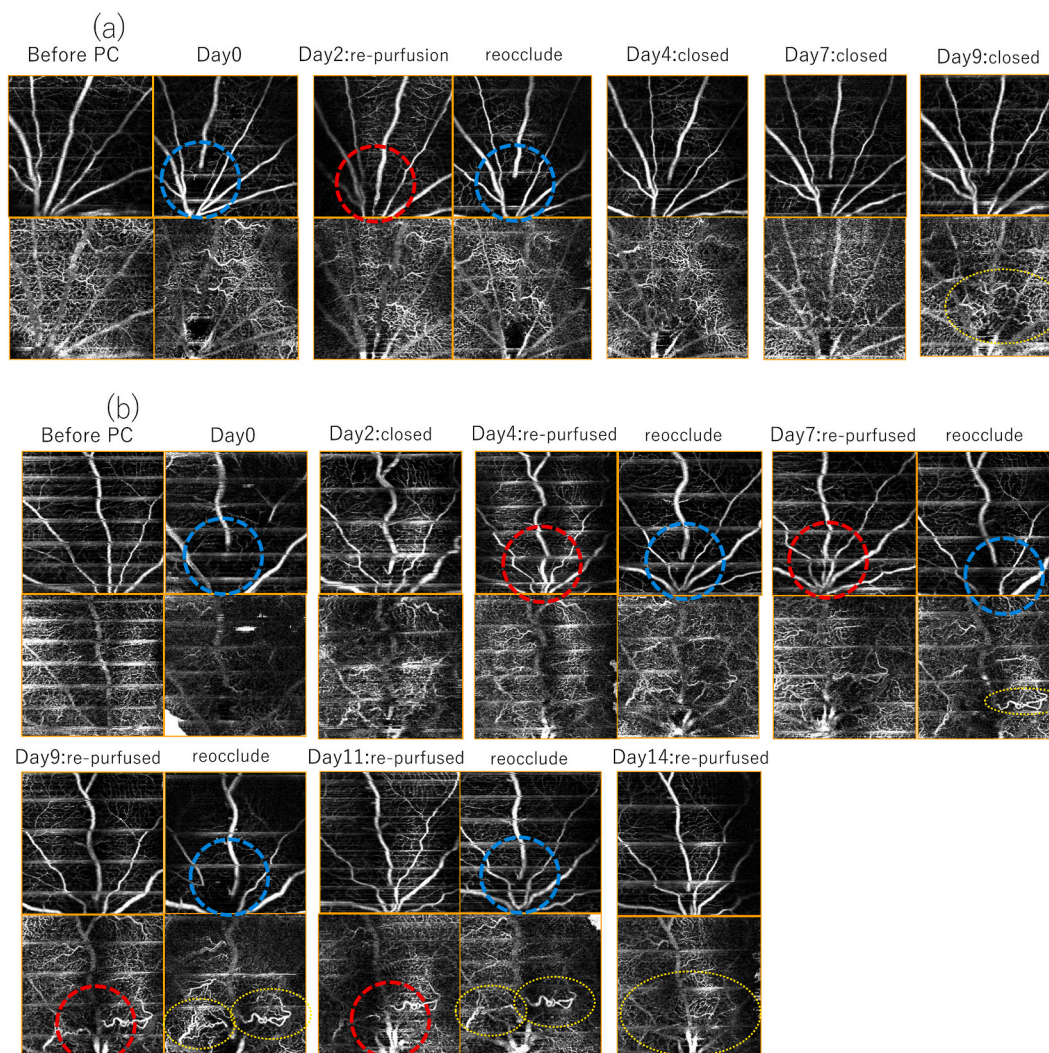 (a)
Before PC Day0 Day2:re-purfusion reocclude Day4:closed Day7:closed Day9:closed
(b)
Before PC Day0 Day2:closed Day4:re-purfused reocclude Day7:re-purfused reocclude
Day9:re-purfused reocclude Day11:re-purfused reocclude Day14:re-purfused